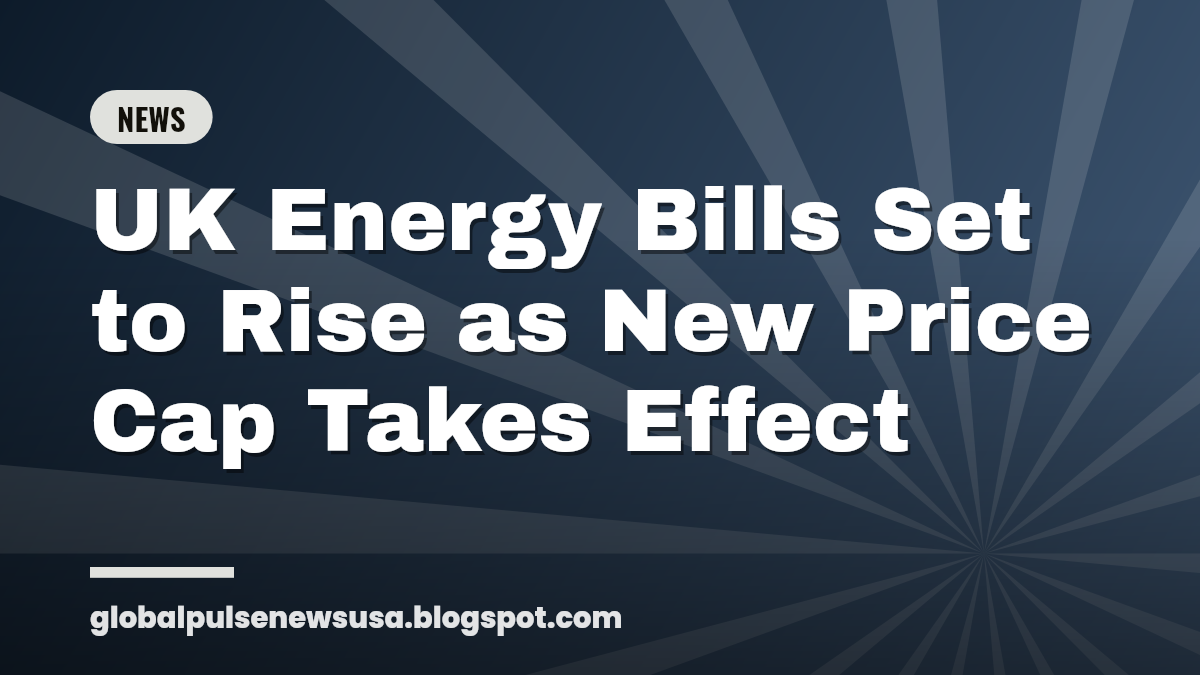 NEWS
UK Energy Bills Set
to Rise as New Price
Cap Takes Effect
globalpulsenewsusa.blogspot.com